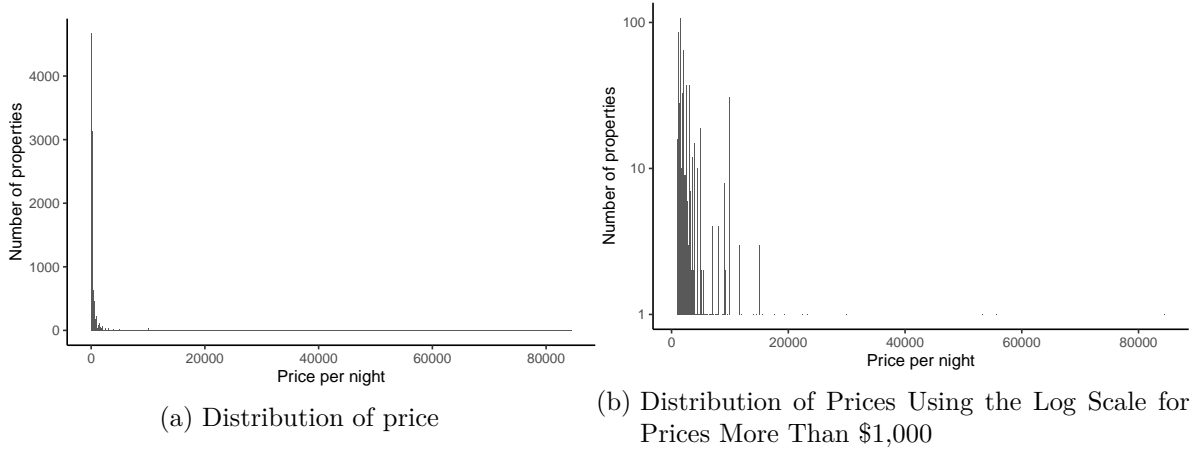 Number of properties
4000
3000
2000
1000
0
0
20000
40000
60000
80000
Price per night
(a) Distribution of price
Number of properties
100
10
1
0
20000
40000
60000
80000
Price per night
(b) Distribution of Prices Using the Log Scale for
Prices More Than $1,000